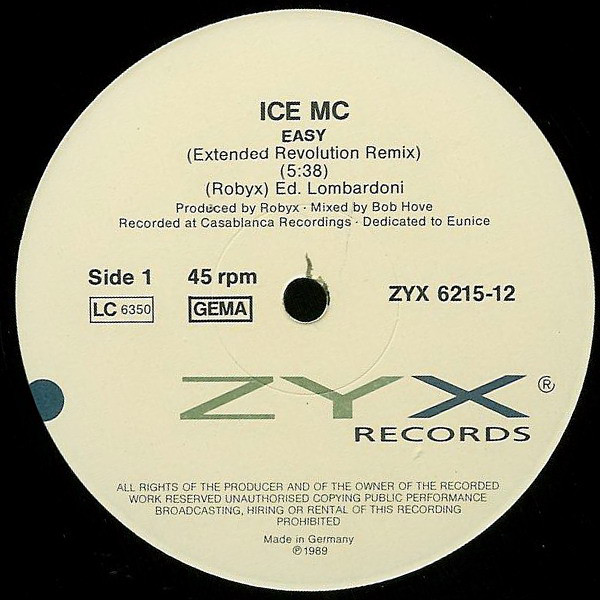 ICE MC
EASY
(Extended Revolution Remix)
(5:38)
(Robyx) Ed. Lombardoni
Produced by Robyx · Mixed by Bob Hove
Recorded at Casablanca Recordings · Dedicated to Eunice
Side 1 45 rpm ZYX 6215-12
LC 6350 GEMA
ZYX ®
RECORDS
ALL RIGHTS OF THE PRODUCER AND OF THE OWNER OF THE RECORDED
WORK RESERVED UNAUTHORISED COPYING PUBLIC PERFORMANCE
BROADCASTING, HIRING OR RENTAL OF THIS RECORDING
PROHIBITED
Made in Germany
℗ 1989